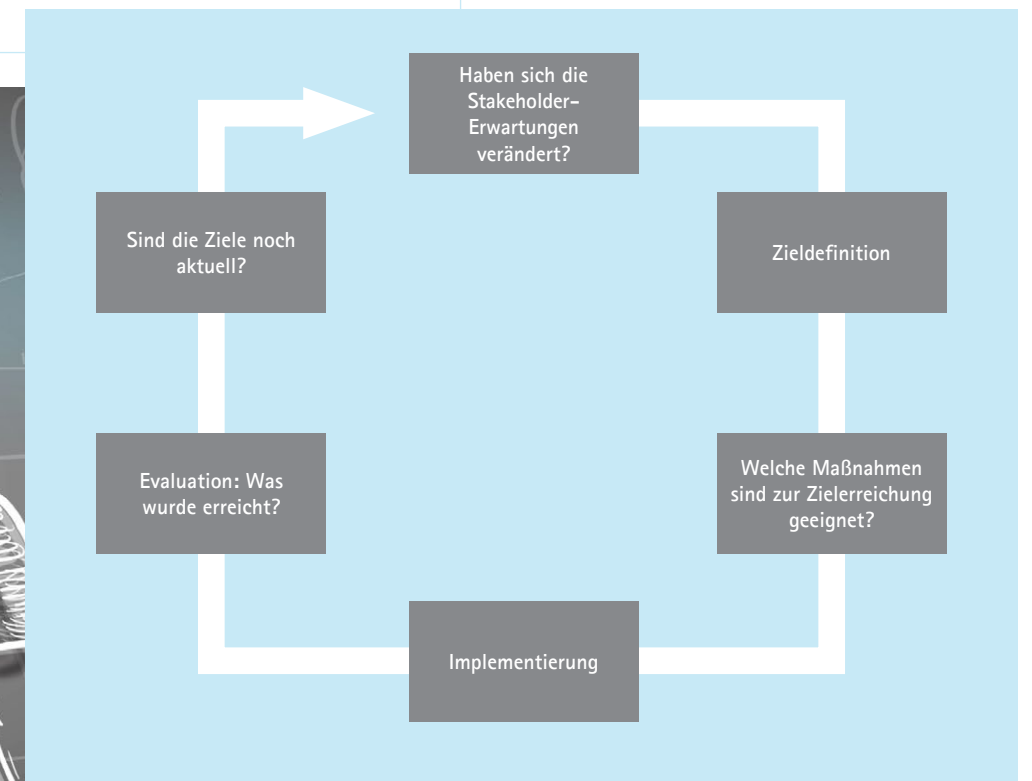 Haben sich die
Stakeholder-
Erwartungen
verändert?
Sind die Ziele noch
aktuell?
Zieldefinition
Evaluation: Was
wurde erreicht?
Welche Maßnahmen
sind zur Zielerreichung
geeignet?
Implementierung